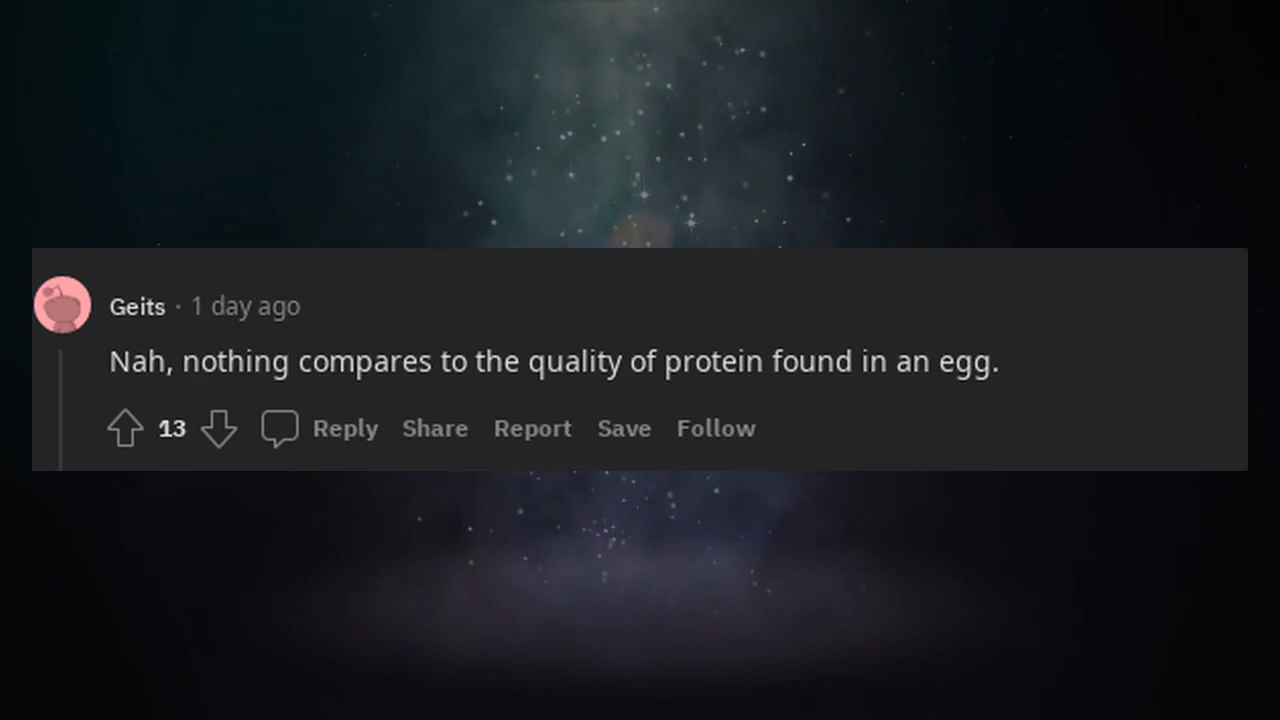 Geits · 1 day ago
Nah, nothing compares to the quality of protein found in an egg.
13 Reply Share Report Save Follow